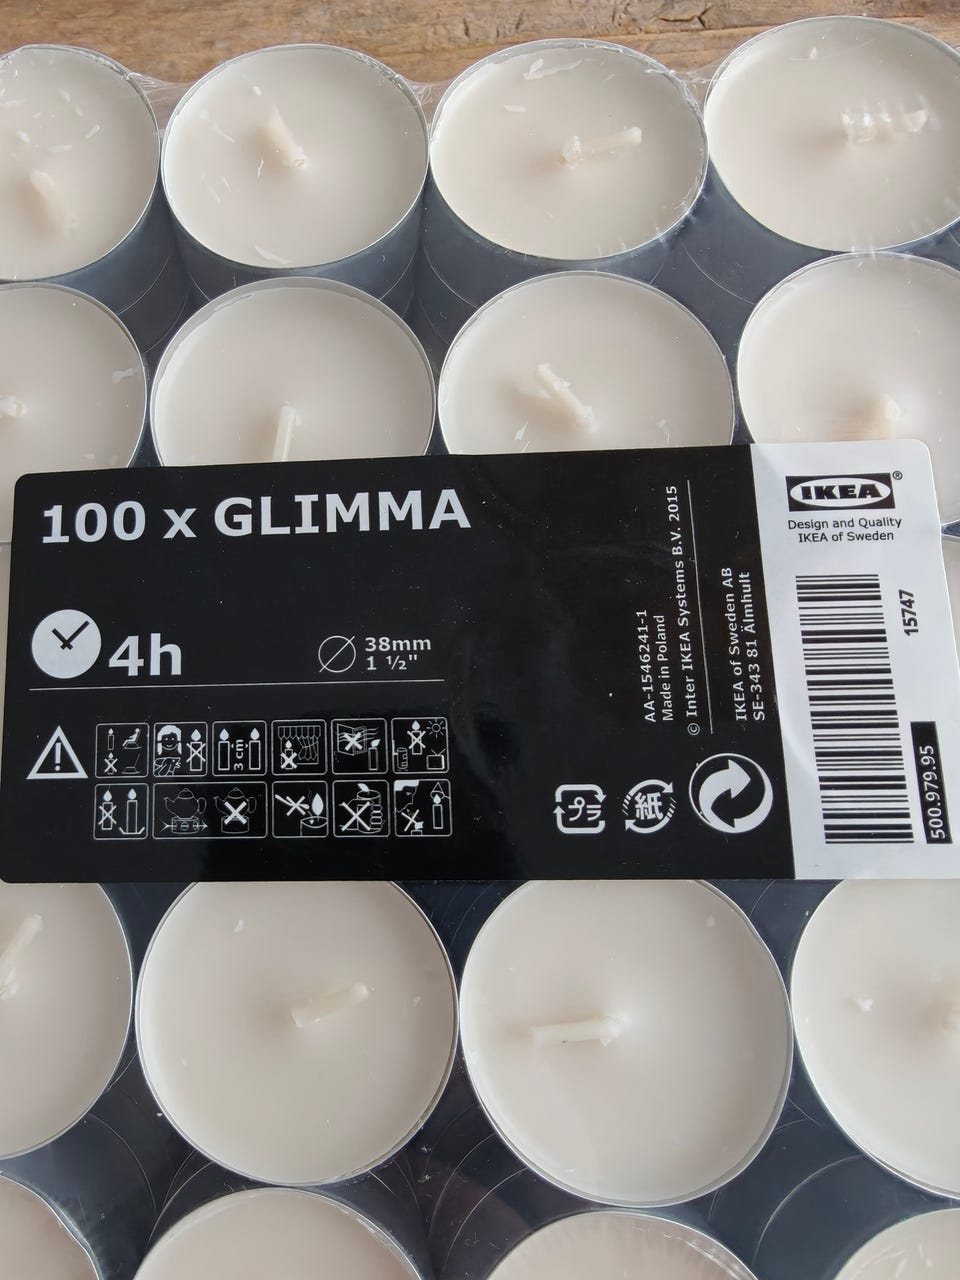 100 x GLIMMA
4h
38mm
1 ½"
3 cm
プラ
紙
AA-1546241-1
Made in Poland
© Inter IKEA Systems B.V. 2015
IKEA of Sweden AB
SE-343 81 Älmhult
IKEA®
Design and Quality
IKEA of Sweden
15747
500.979.95